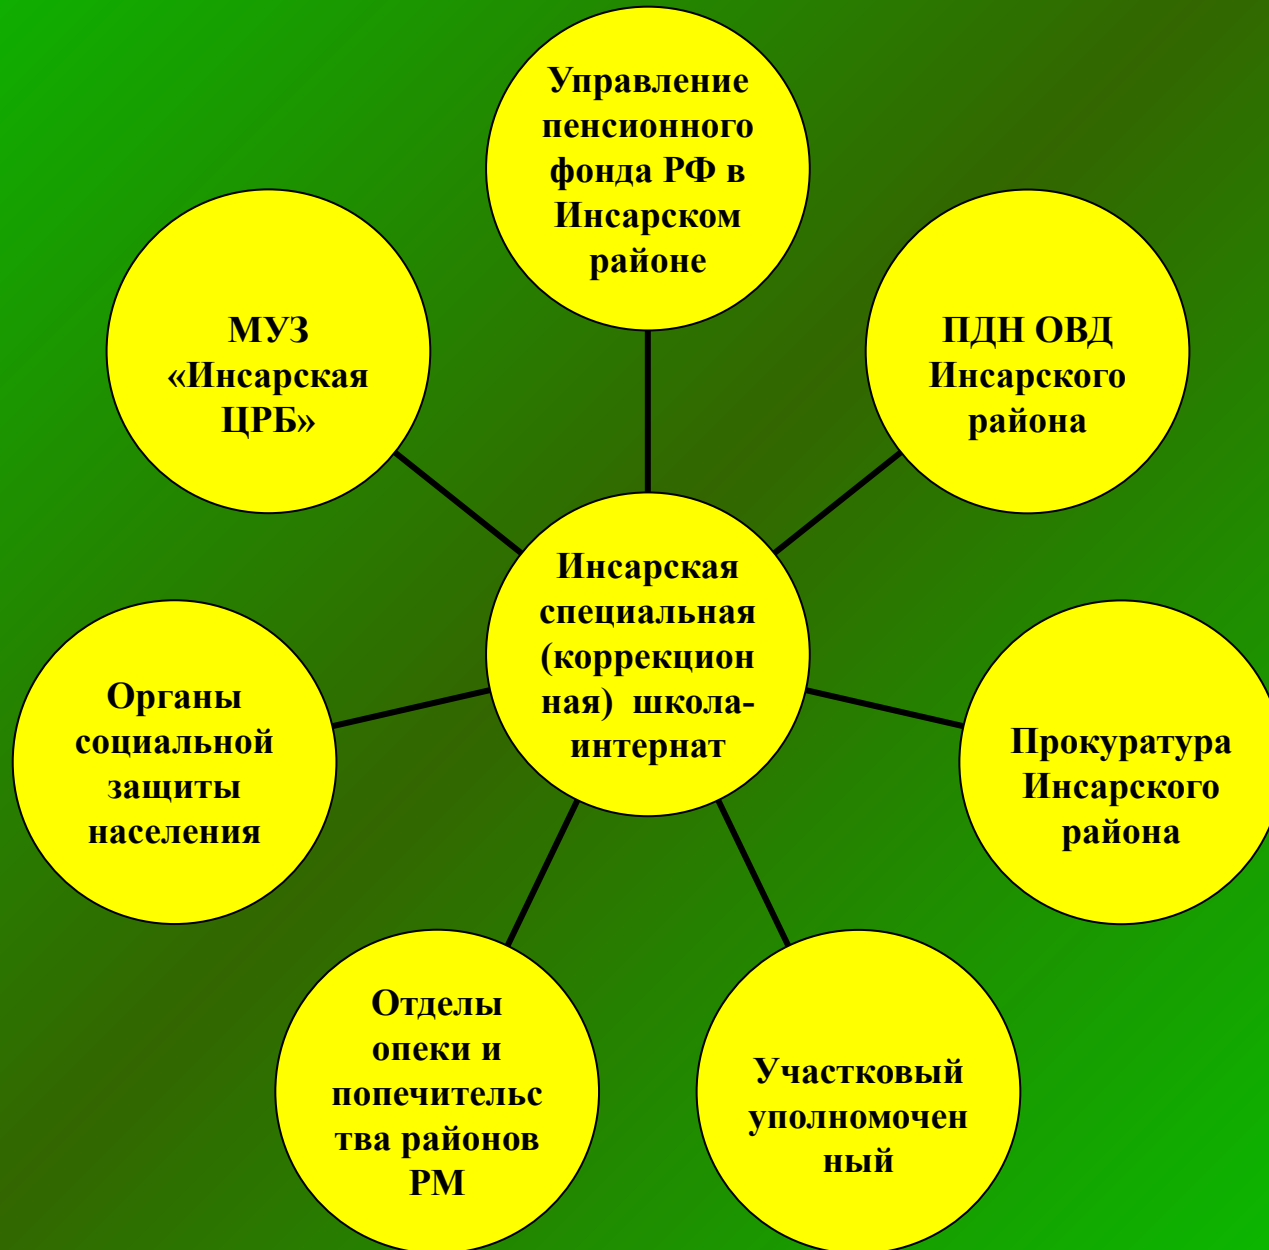 Управление
пенсионного
фонда РФ в
Инсарском
районе
МУЗ
«Инсарская
ЦРБ»
ПДН ОВД
Инсарского
района
Инсарская
специальная
(коррекцион
ная) школа-
интернат
Органы
социальной
защиты
населения
Прокуратура
Инсарского
района
Отделы
опеки и
попечительс
тва районов
РМ
Участковый
уполномочен
ный